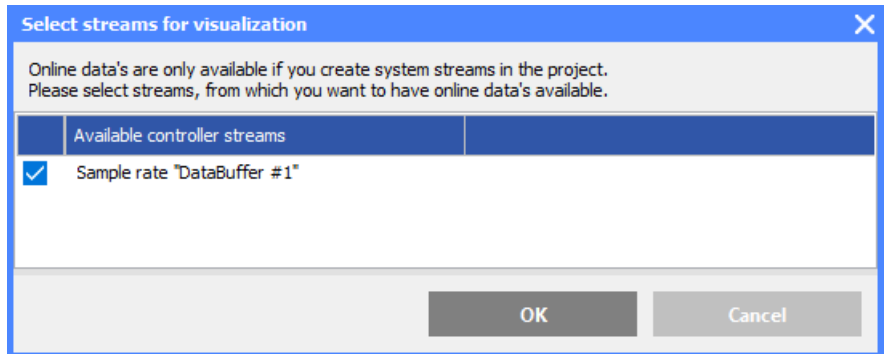 Select streams for visualization
Online data's are only available if you create system streams in the project.
Please select streams, from which you want to have online data's available.
Available controller streams
Sample rate "DataBuffer #1"
OK
Cancel